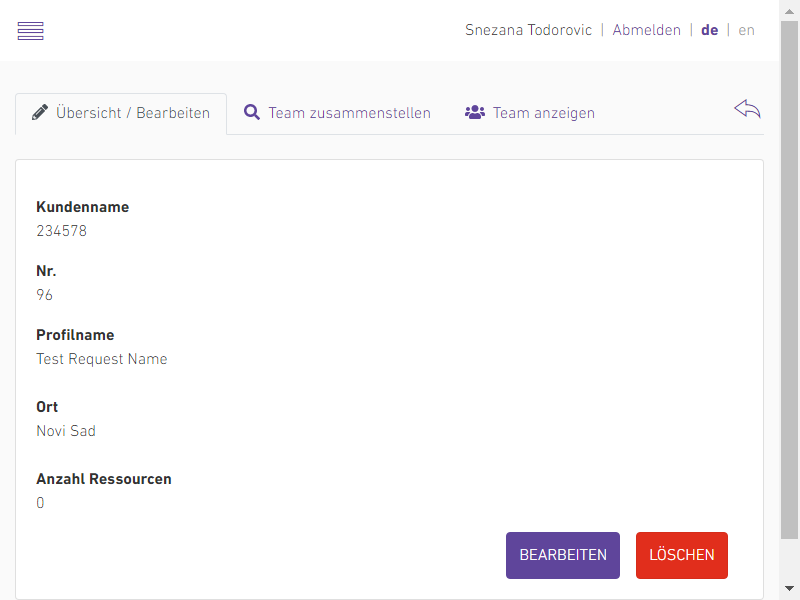 Snezana Todorovic | Abmelden | de | en
Übersicht / Bearbeiten Team zusammenstellen Team anzeigen
Kundenname
234578
Nr.
96
Profilname
Test Request Name
Ort
Novi Sad
Anzahl Ressourcen
0
BEARBEITEN LÖSCHEN